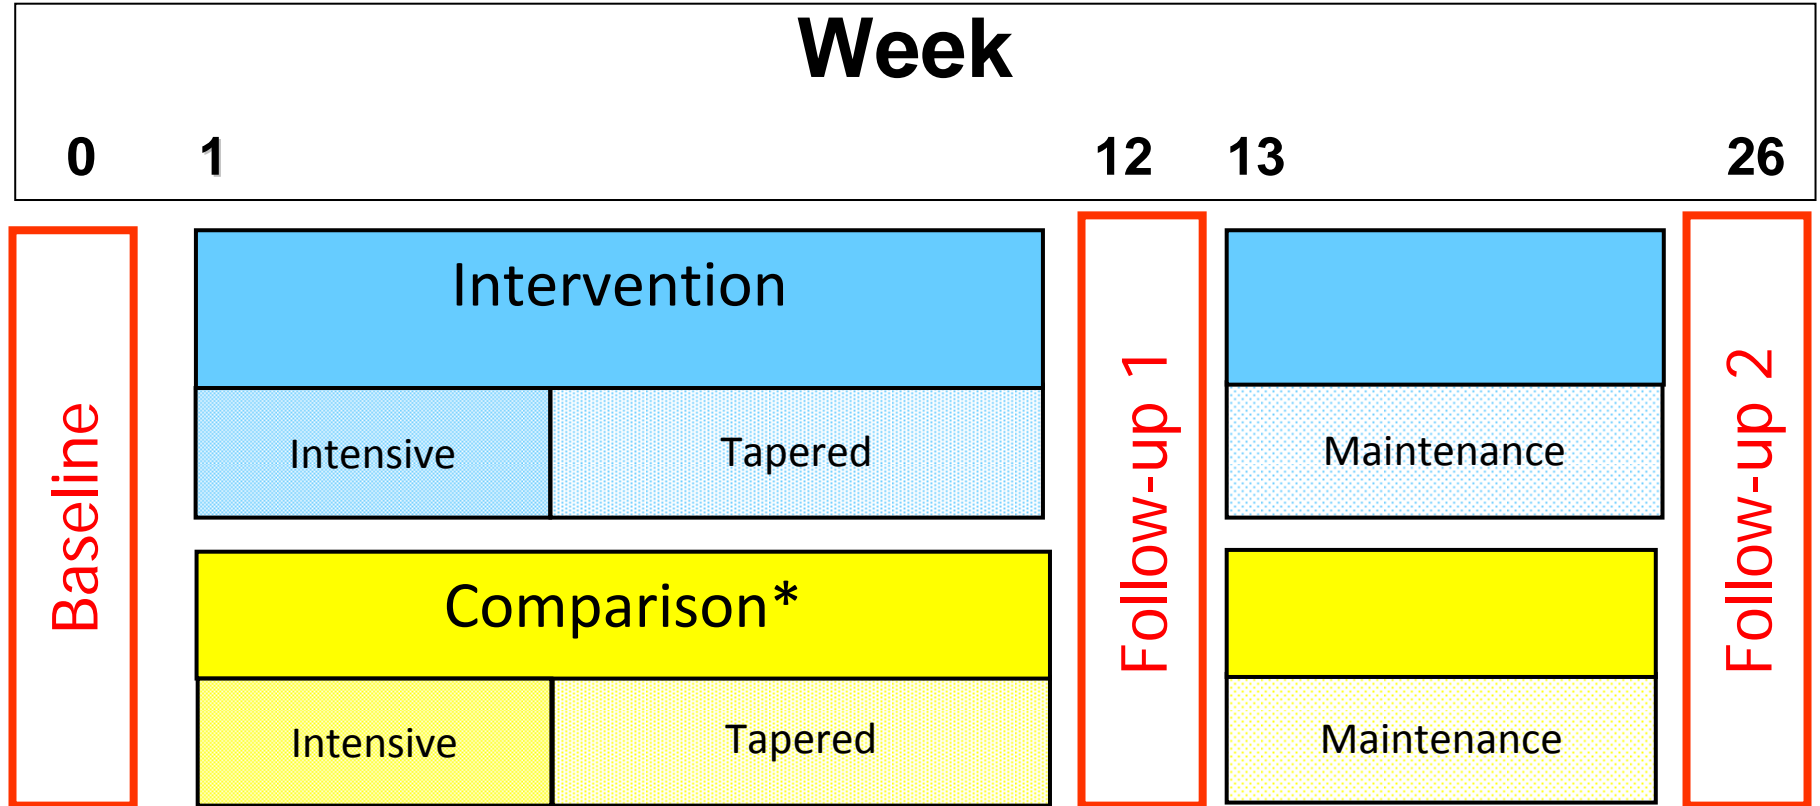 Week
0 1 12 13 26
Baseline
Intervention
Intensive Tapered
Comparison*
Intensive Tapered
Follow-up 1
Maintenance
Maintenance
Follow-up 2